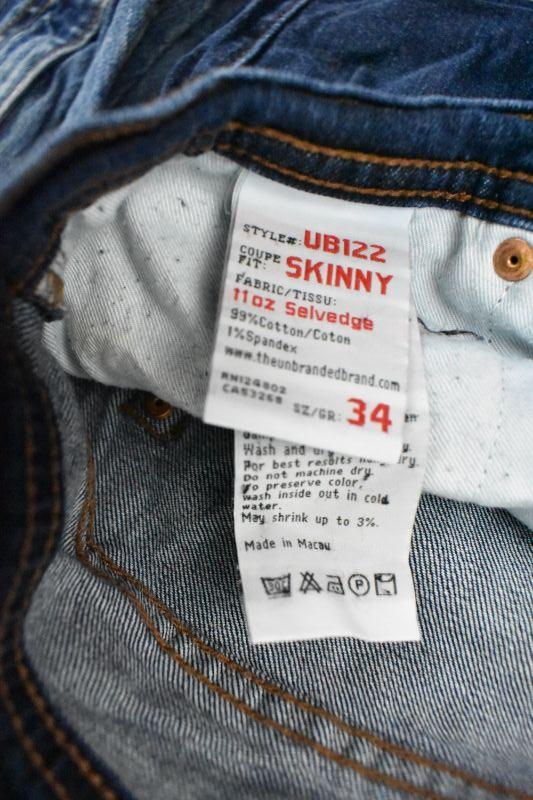 STYLE#: UB122
COUPE
FIT: SKINNY
FABRIC/TISSU:
11oz Selvedge
99%Cotton/Coton
1%Spandex
www.theunbrandedbrand.com
RN124802
CA53268
SZ/GR: 34
Wash and dry
For best results hang dry.
Do not machine dry.
To preserve color,
wash inside out in cold
water.
May shrink up to 3%.
Made in Macau